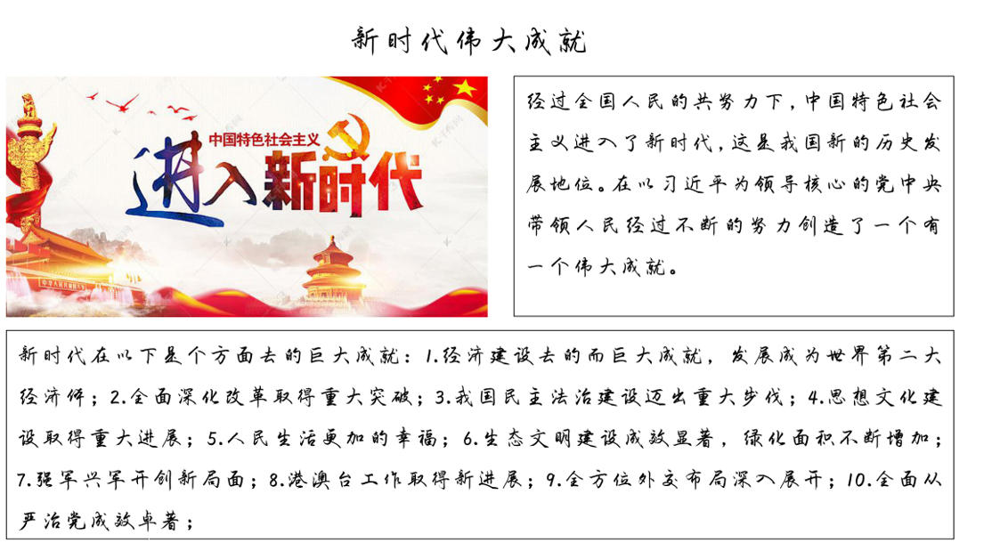 新时代伟大成就
中国特色社会主义
进入新时代
经过全国人民的共努力下,中国特色社会
主义进入了新时代,这是我国新的历史发
展地位。在以习近平为领导核心的党中央
带领人民经过不断的努力创造了一个有
一个伟大成就。
新时代在以下是个方面去的巨大成就：1.经济建设去的而巨大成就，发展成为世界第二大
经济体；2.全面深化改革取得重大突破；3.我国民主法治建设迈出重大步伐；4.思想文化建
设取得重大进展；5.人民生活更加的幸福；6.生态文明建设成效显著，绿化面积不断增加；
7.强军兴军开创新局面；8.港澳台工作取得新进展；9.全方位外交布局深入展开；10.全面从
严治党成效卓著；